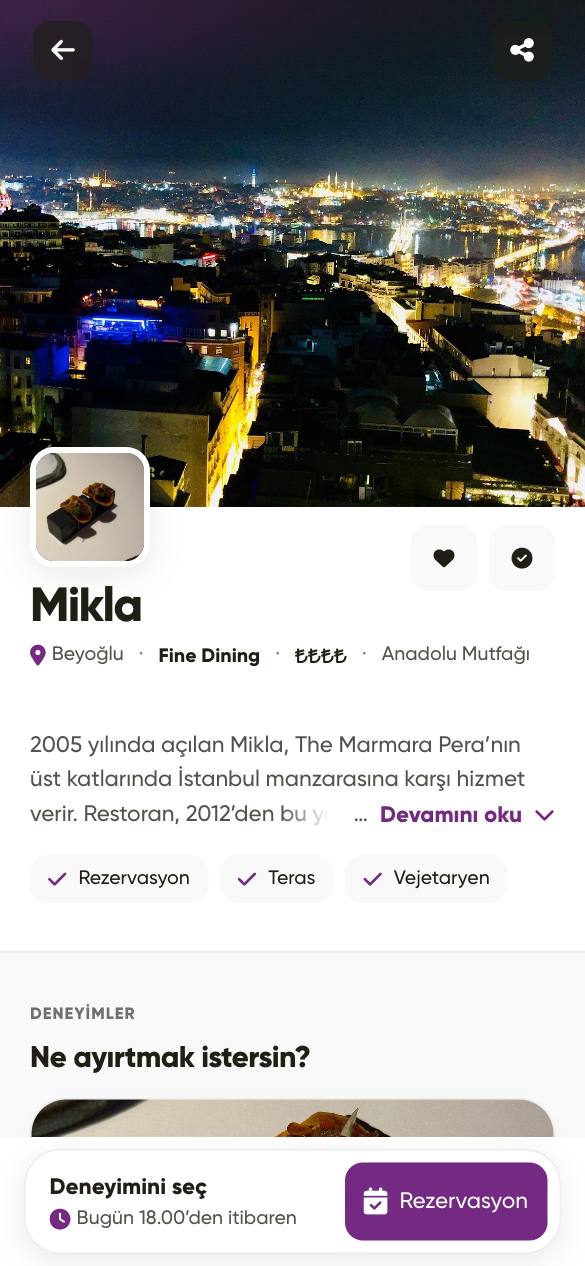 Mikla
Beyoğlu · Fine Dining · ₺₺₺₺ · Anadolu Mutfağı
2005 yılında açılan Mikla, The Marmara Pera’nın
üst katlarında İstanbul manzarasına karşı hizmet
verir. Restoran, 2012’den bu ... Devamını oku
Rezervasyon Teras Vejetaryen
DENEYİMLER
Ne ayırtmak istersin?
Deneyimini seç
Bugün 18.00’den itibaren
Rezervasyon